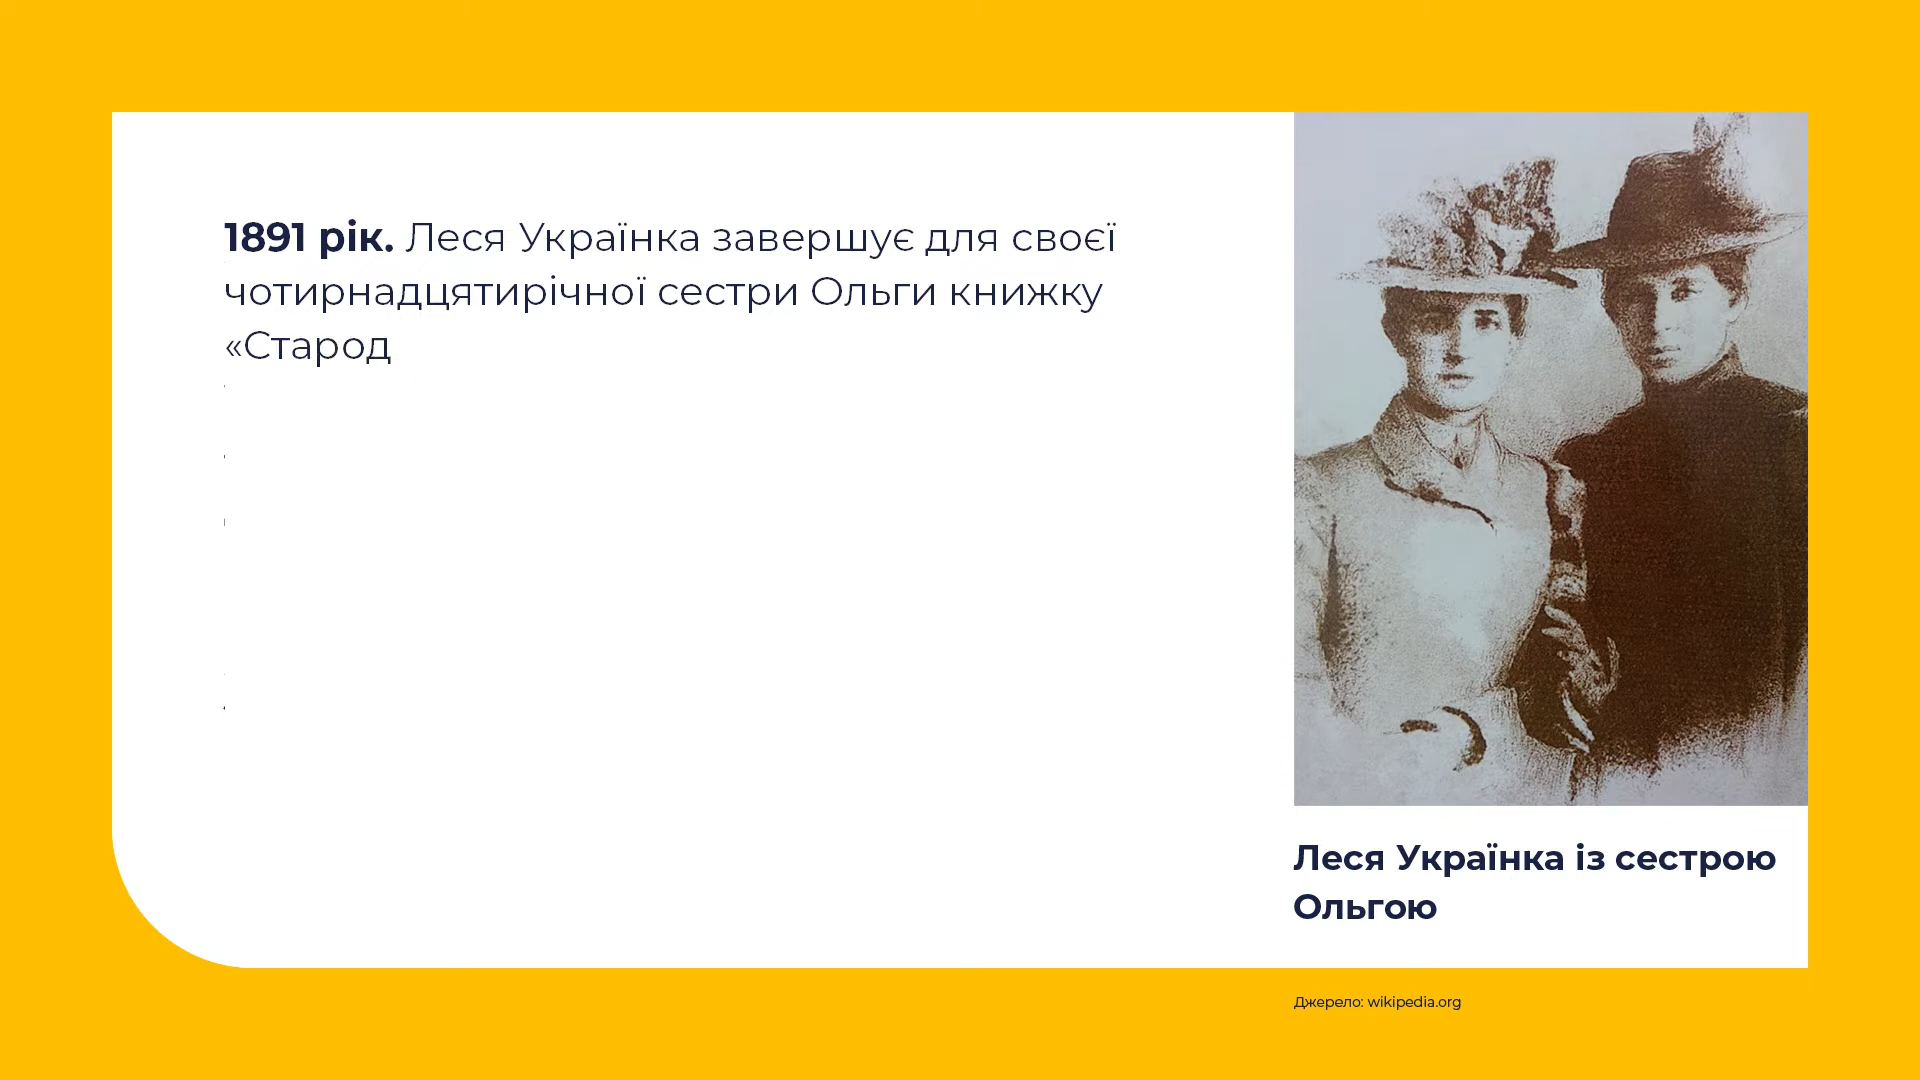 1891 рік. Леся Українка завершує для своєї
чотирнадцятирічної сестри Ольги книжку
«Старод
Леся Українка із сестрою
Ольгою
Джерело: wikipedia.org